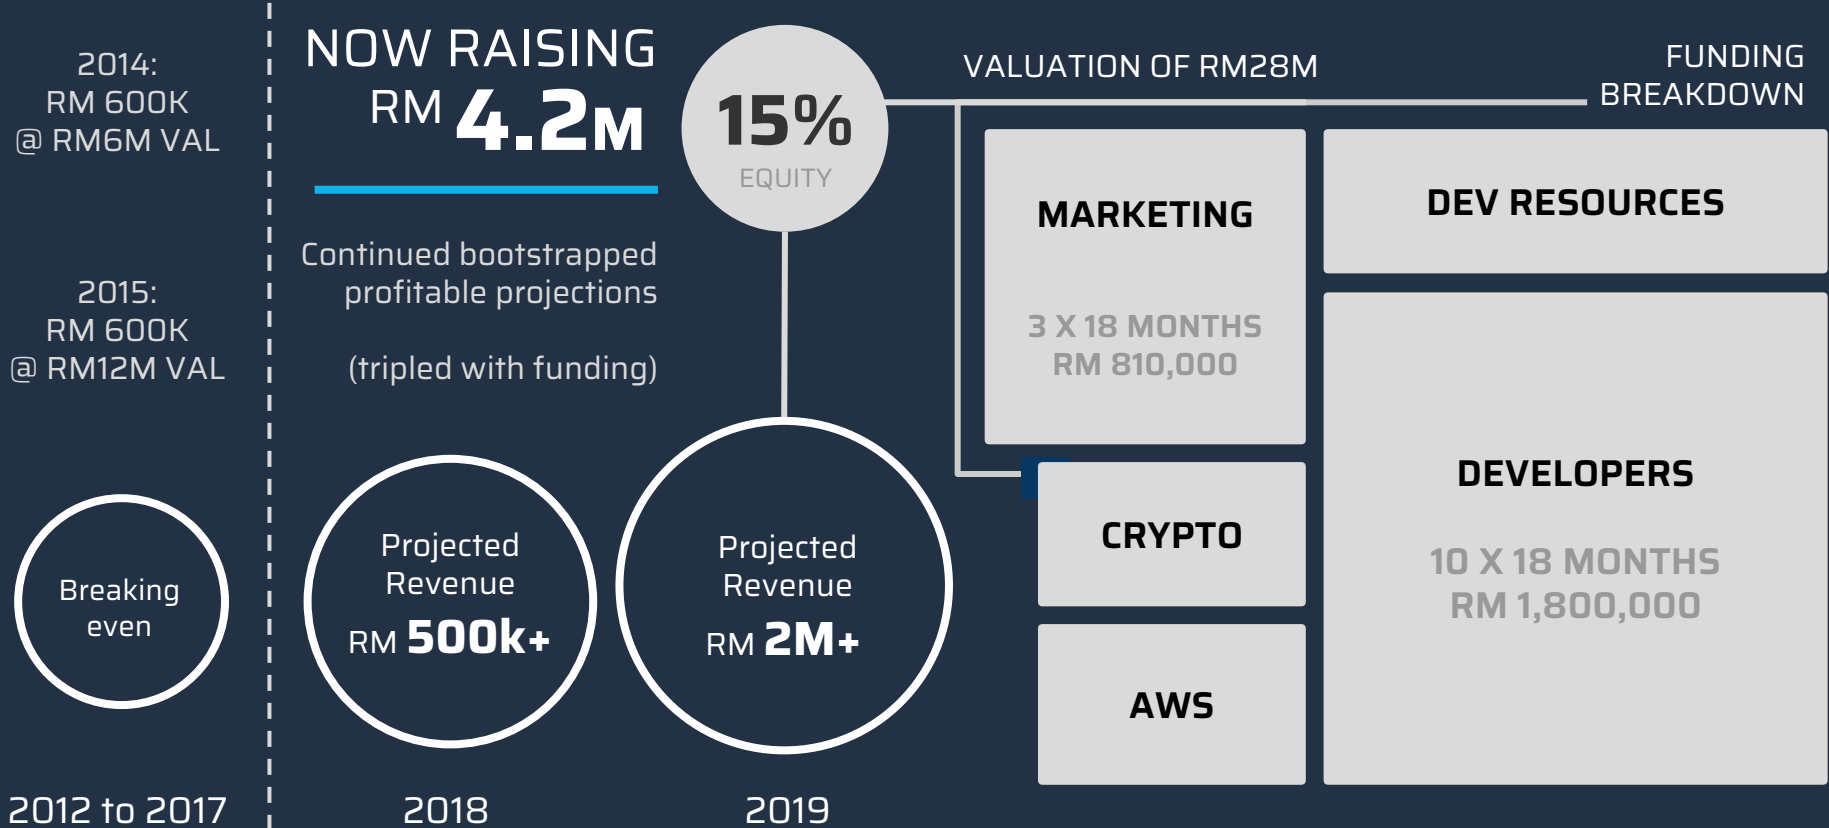 2014:
RM 600K
@ RM6M VAL
2015:
RM 600K
@ RM12M VAL
Breaking
even
2012 to 2017
NOW RAISING
RM 4.2M
Continued bootstrapped
profitable projections
(tripled with funding)
Projected
Revenue
RM 500k+
2018
15%
EQUITY
Projected
Revenue
RM 2M+
2019
VALUATION OF RM28M
FUNDING
BREAKDOWN
MARKETING
3 X 18 MONTHS
RM 810,000
CRYPTO
AWS
DEV RESOURCES
DEVELOPERS
10 X 18 MONTHS
RM 1,800,000